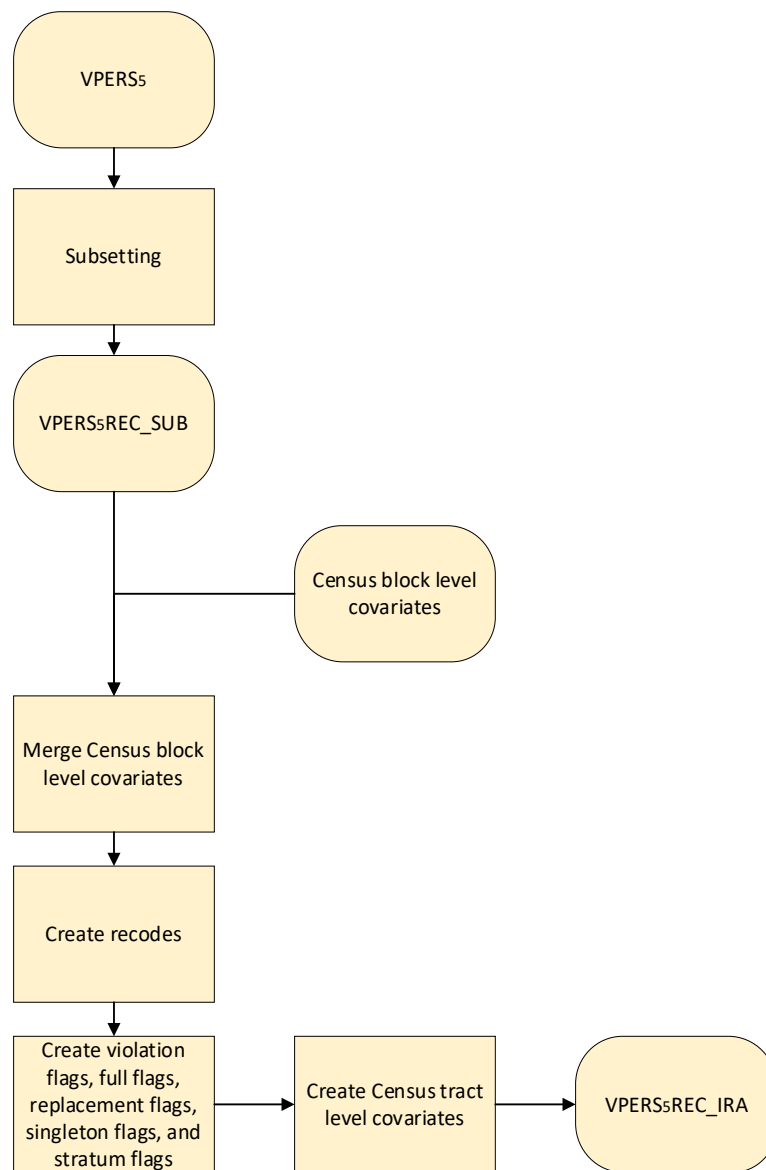 VPERS5
Subsetting
VPERS5REC_SUB
Census block level
covariates
Merge Census block
level covariates
Create recodes
Create violation
flags, full flags,
replacement flags,
singleton flags, and
stratum flags
Create Census tract
level covariates
VPERS5REC_IRA